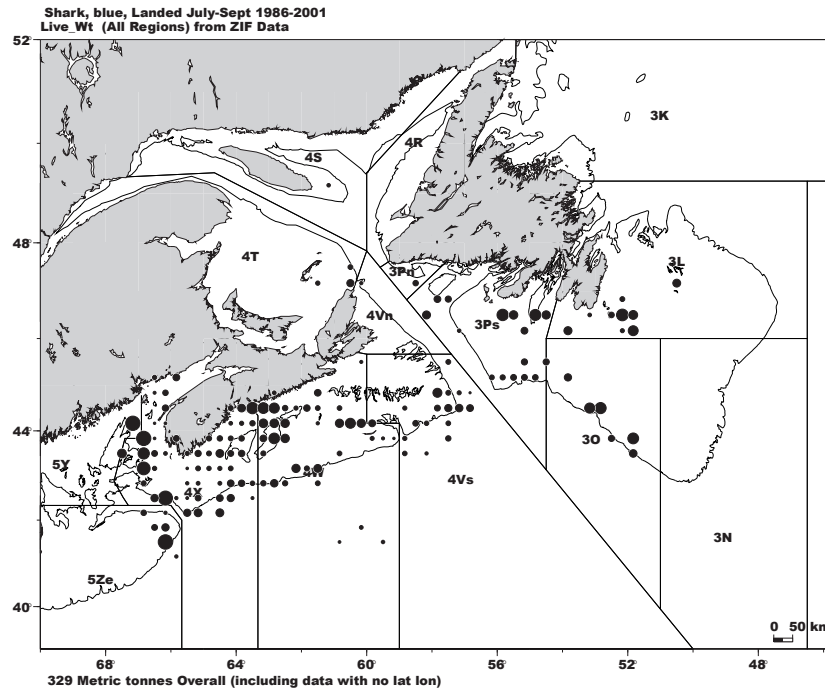 Shark, blue, Landed July-Sept 1986-2001
Live_Wt (All Regions) from ZIF Data
52°
3K
4S
4R
48°
4T
3Pn
3L
4Vn
3Ps
44°
5Y
3O
4X
4W
4Vs
3N
5Ze
40°
0 50 km
68° 64° 60° 56° 52° 48°
329 Metric tonnes Overall (including data with no lat lon)